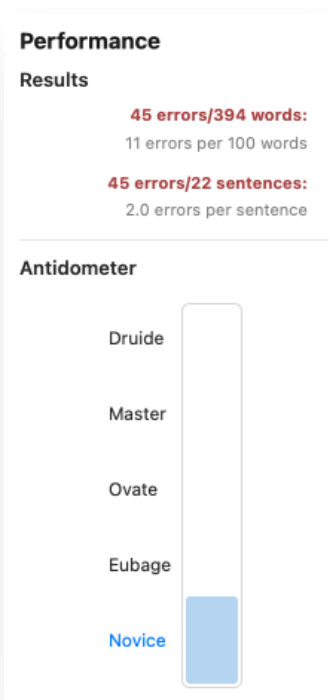 Performance
Results
45 errors/394 words:
11 errors per 100 words
45 errors/22 sentences:
2.0 errors per sentence
Antidometer
Druide
Master
Ovate
Eubage
Novice